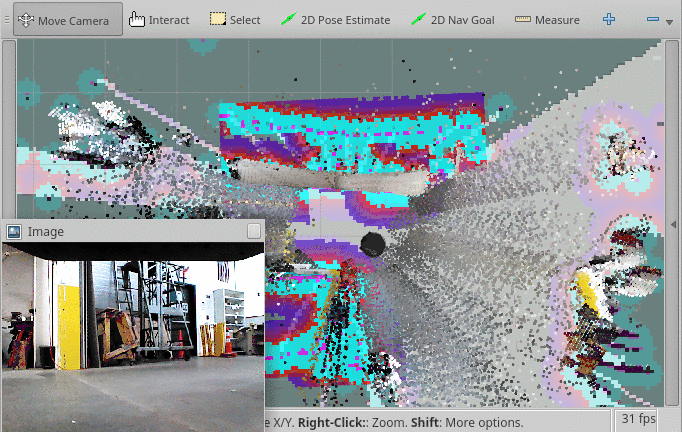 Move Camera Interact Select 2D Pose Estimate 2D Nav Goal Measure
Image
e X/Y. Right-Click:: Zoom. Shift: More options.
31 fps